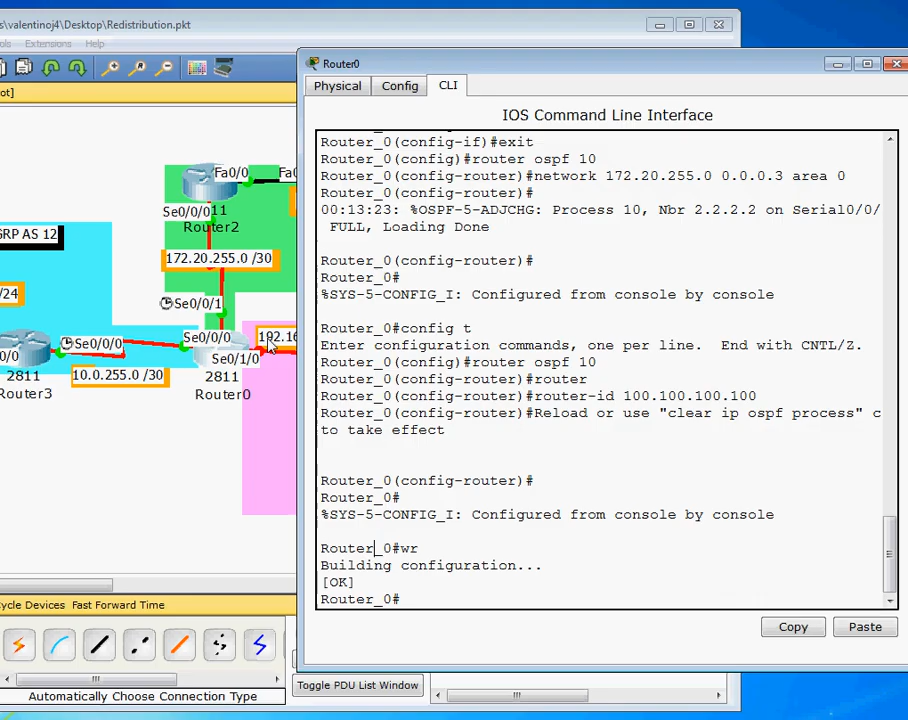 s\valentinoj4\Desktop\Redistribution.pkt
Extensions Help
Router0
Physical Config CLI
IOS Command Line Interface
Router_0(config-if)#exit
Router_0(config)#router ospf 10
Router_0(config-router)#network 172.20.255.0 0.0.0.3 area 0
Router_0(config-router)#
00:13:23: %OSPF-5-ADJCHG: Process 10, Nbr 2.2.2.2 on Serial0/0/
FULL, Loading Done
Router_0(config-router)#
Router_0#
%SYS-5-CONFIG_I: Configured from console by console
Router_0#config t
Enter configuration commands, one per line. End with CNTL/Z.
Router_0(config)#router ospf 10
Router_0(config-router)#router
Router_0(config-router)#router-id 100.100.100.100
Router_0(config-router)#Reload or use "clear ip ospf process" c
to take effect
Router_0(config-router)#
Router_0#
%SYS-5-CONFIG_I: Configured from console by console
Router_0#wr
Building configuration...
[OK]
Router_0#
Copy Paste
Fa0/0 Fa0
Se0/0/0 11
Router2
GRP AS 12
172.20.255.0 /30
/24
Se0/0/1
Se0/0/0 Se0/0/0 192.16
0/0 Se0/1/0
2811 10.0.255.0 /30 2811
Router3 Router0
Cycle Devices Fast Forward Time
Automatically Choose Connection Type
Toggle PDU List Window